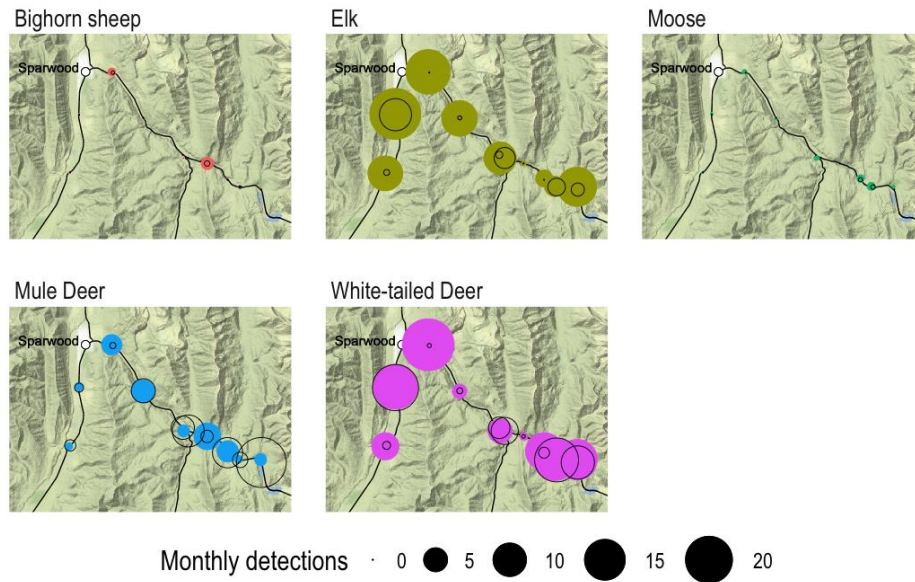 Bighorn sheep
Elk
Moose
Sparwood
Sparwood
Sparwood
Mule Deer
White-tailed Deer
Sparwood
Sparwood
Monthly detections 0 5 10 15 20